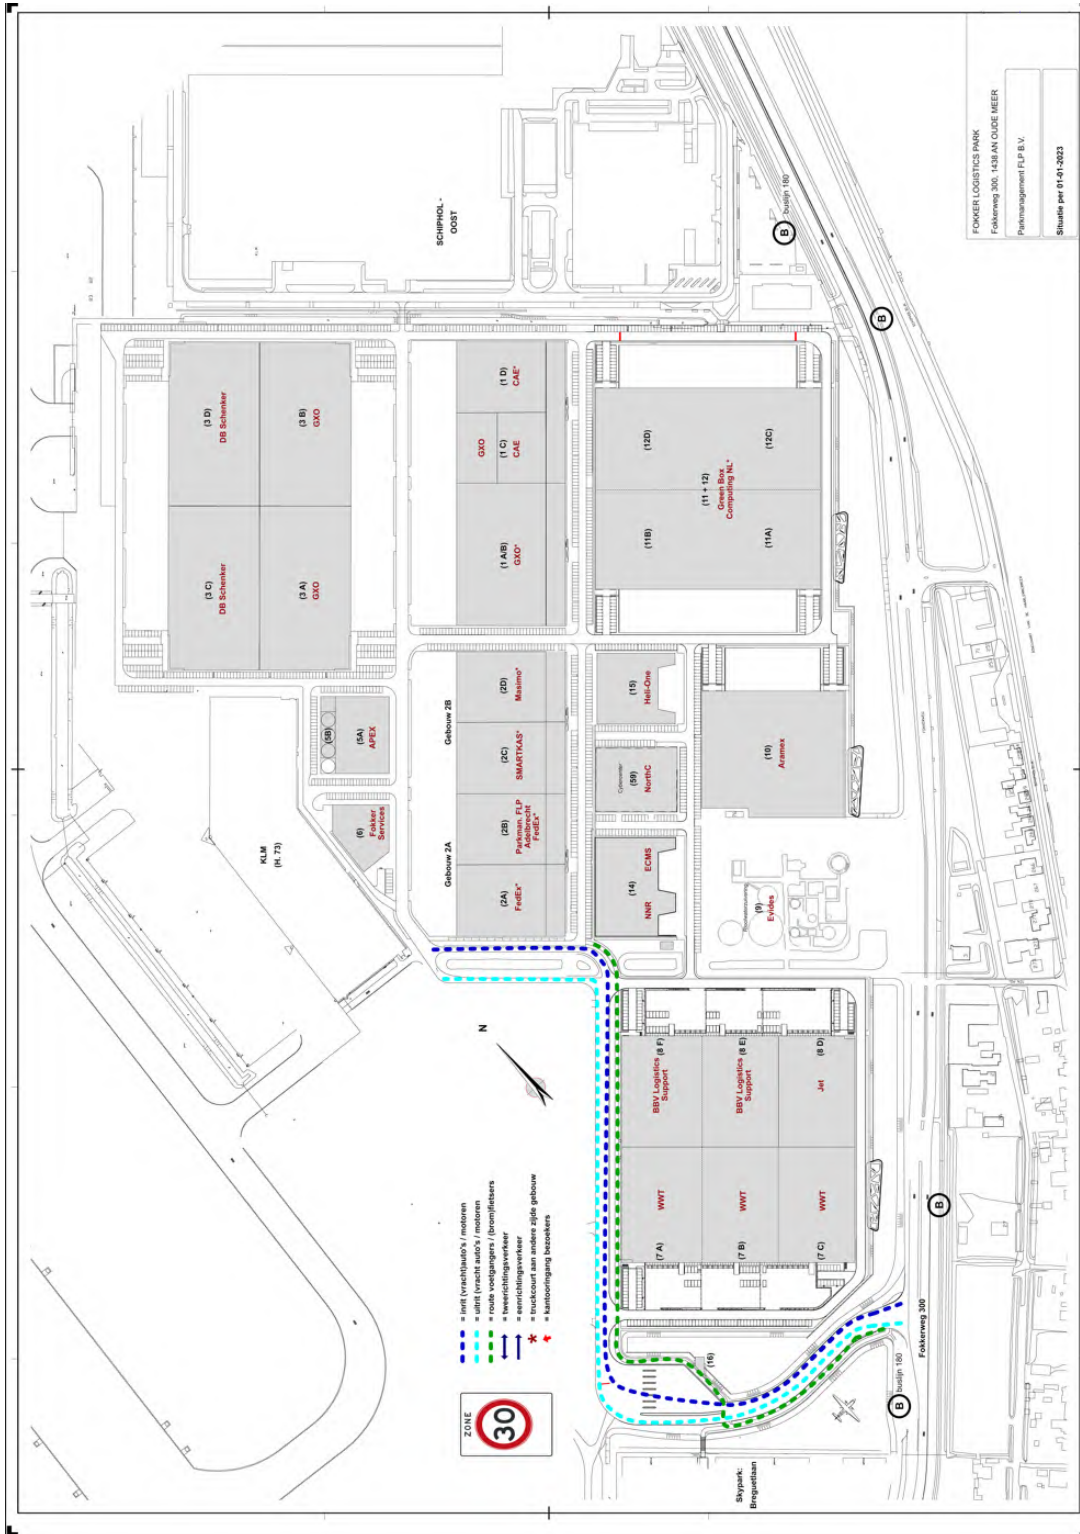 FOKKER LOGISTICS PARK
Fokkerweg 300, 1438 AN OUDE MEER
Parkmanagement FLP B.V.
Situatie per 01-01-2023
SCHIPHOL -
OOST
B
buslijn 180
B
(3 D)
DB Schenker
(3 B)
GXO
(3 C)
DB Schenker
(3 A)
GXO
(1 D)
CAE*
GXO
(1 C)
CAE
(1 A/B)
GXO*
(12D)
(12C)
(11 + 12)
Green Box
Computing NL*
(11B)
(11A)
KLM
(H. 73)
(5B)
(5A)
APEX
(6)
Fokker
Services
Gebouw 2B
Gebouw 2A
(2D)
Masimo*
(2C)
SMARTKAS*
(2B)
Parkman. FLP
Adelbrecht
FedEx*
(2A)
FedEx*
(15)
Heli-One
Cybercenter
(59)
NorthC
(14)
ECMS
NNR
(10)
Aramex
(9)
Evides
N
BBV Logistics
Support
(8 F)
BBV Logistics
Support
(8 E)
Jet
(8 D)
(7 A)
WWT
(7 B)
WWT
(7 C)
WWT
= inrit (vracht)auto's / motoren
= uitrit (vracht auto's / motoren
= route voetgangers / (brom)fietsers
= tweerichtingsverkeer
= eenrichtingsverkeer
* = truckcourt aan andere zijde gebouw
= kantooringang bezoekers
ZONE
30
(16)
Fokkerweg 300
B
B
buslijn 180
Skypark:
Breguetlaan